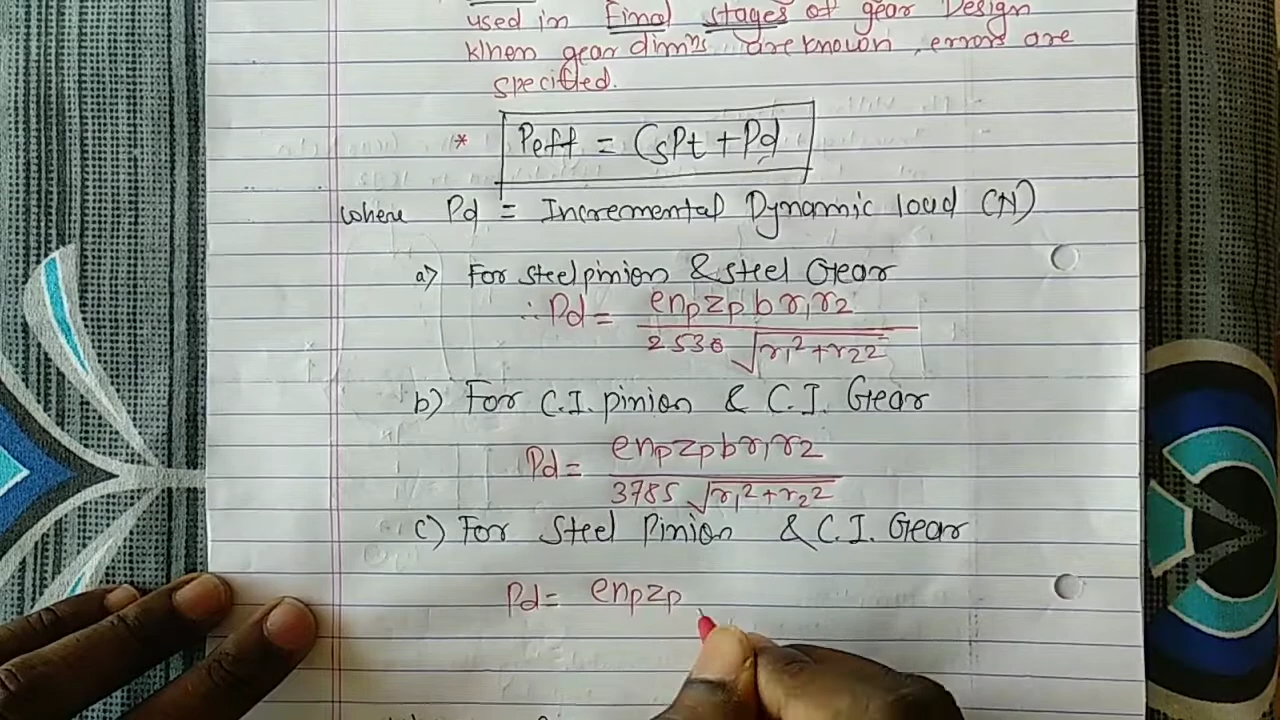 used in Final stages of gear Design
When gear dimns are known, errors are
specified.
* Peff = CsPt + Pd
Where Pd = Incremental Dynamic load (N)
a) For steel pinion & steel Gear
∴ Pd = enpzpbr1r2 / 2530 √r1²+r2²
b) For C.I. pinion & C.I. Gear
Pd = enpzpbr1r2 / 3785 √r1²+r2²
c) For Steel Pinion & C.I. Gear
Pd = enpzp